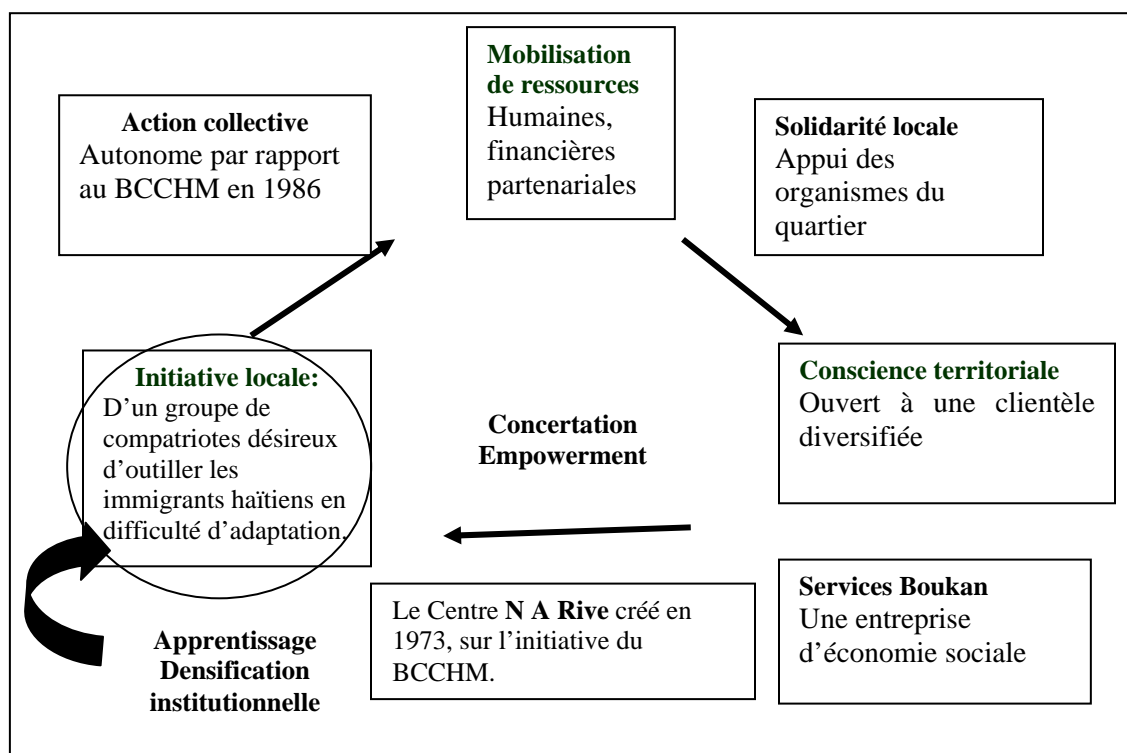 Mobilisation
de ressources
Humaines,
financières
partenariales
Action collective
Autonome par rapport
au BCCHM en 1986
Solidarité locale
Appui des
organismes du
quartier
Initiative locale:
D’un groupe de
compatriotes désireux
d’outiller les
immigrants haïtiens en
difficulté d’adaptation.
Concertation
Empowerment
Conscience territoriale
Ouvert à une clientèle
diversifiée
Apprentissage
Densification
institutionnelle
Le Centre N A Rive créé en
1973, sur l’initiative du
BCCHM.
Services Boukan
Une entreprise
d’économie sociale